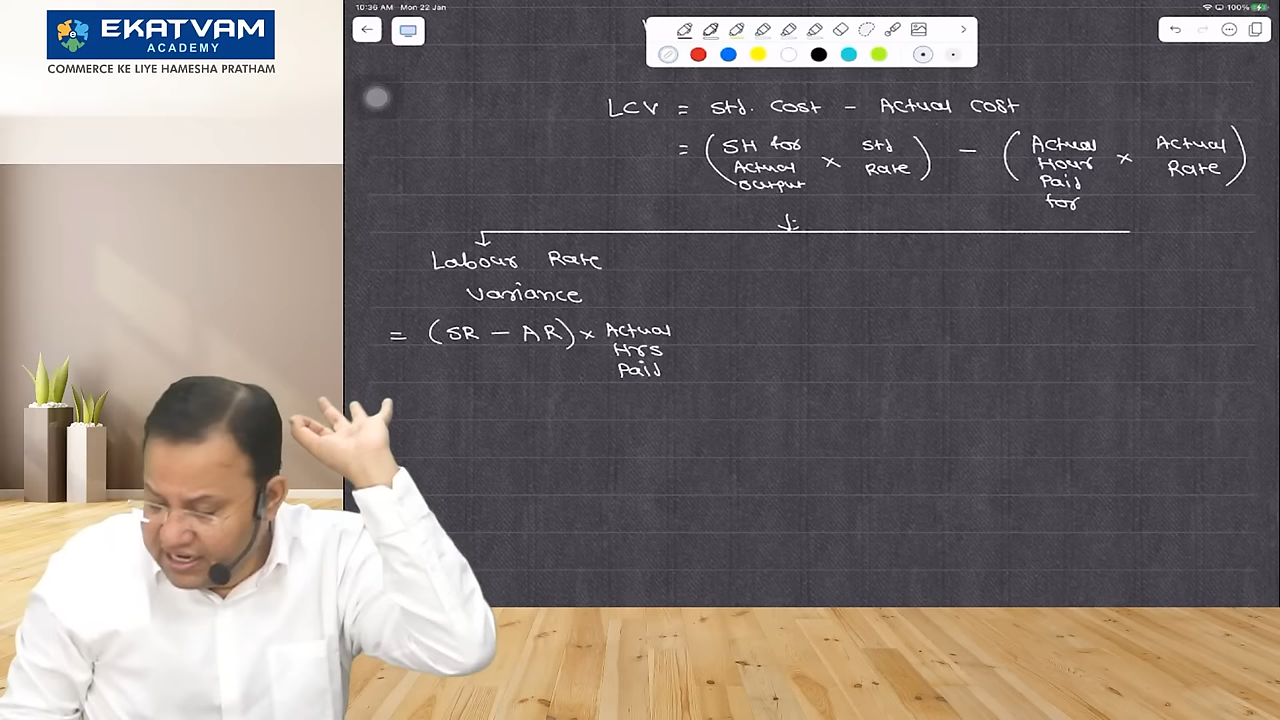 EKATVAM
ACADEMY
COMMERCE KE LIYE HAMESHA PRATHAM
10:36 AM Mon 22 Jan
100%
LCV = Std. Cost - Actual Cost
= (SH for Actual Output × Std Rate) - (Actual Hour Paid for × Actual Rate)
Labour Rate
Variance
= (SR - AR) × Actual Hrs Paid